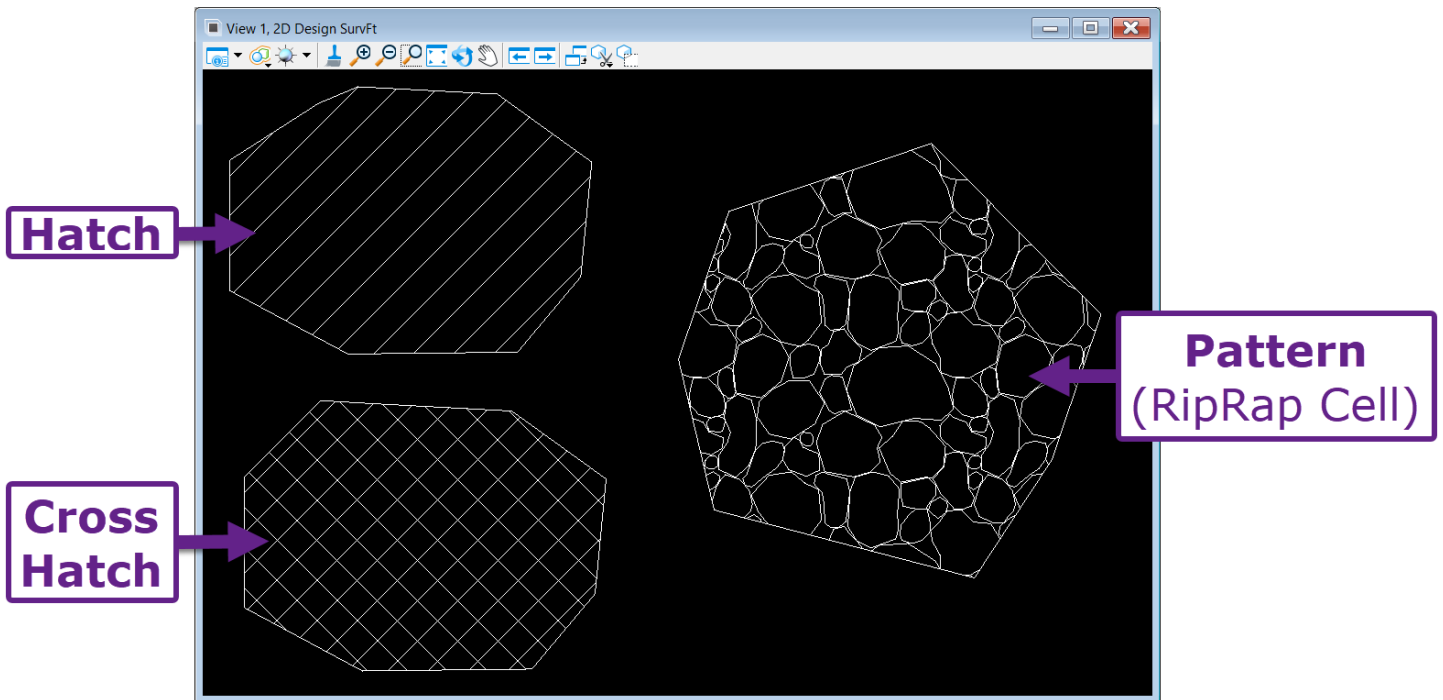 View 1, 2D Design SurvFt
Hatch
Pattern
(RipRap Cell)
Cross
Hatch